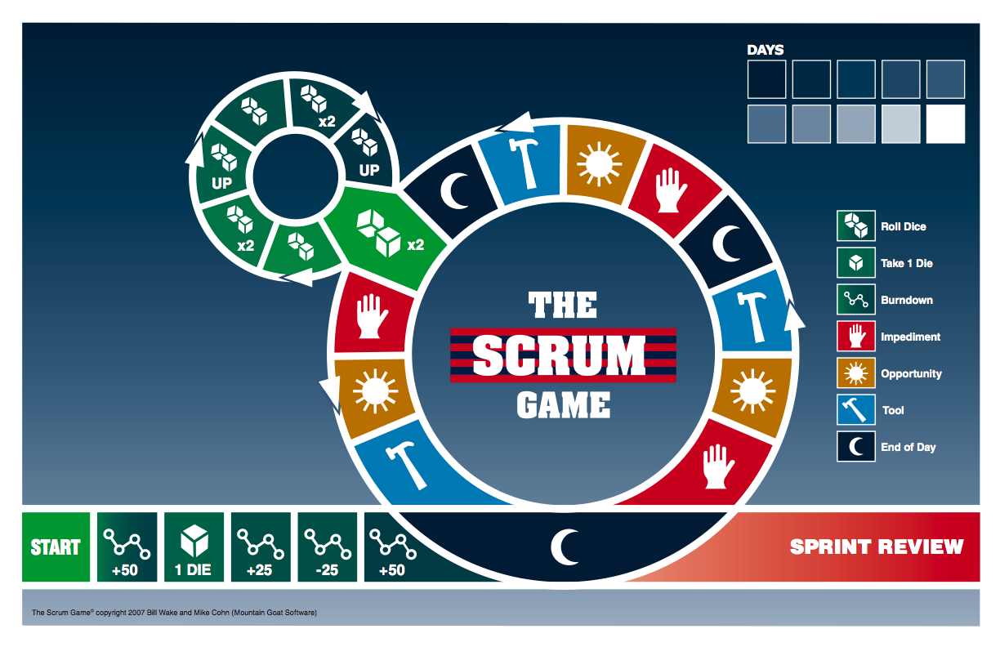 DAYS
x2
UP
UP
x2
x2
Roll Dice
Take 1 Die
Burndown
Impediment
Opportunity
Tool
End of Day
THE
SCRUM
GAME
START
+50
1 DIE
+25
-25
+50
SPRINT REVIEW
The Scrum Game© copyright 2007 Bill Wake and Mike Cohn (Mountain Goat Software)